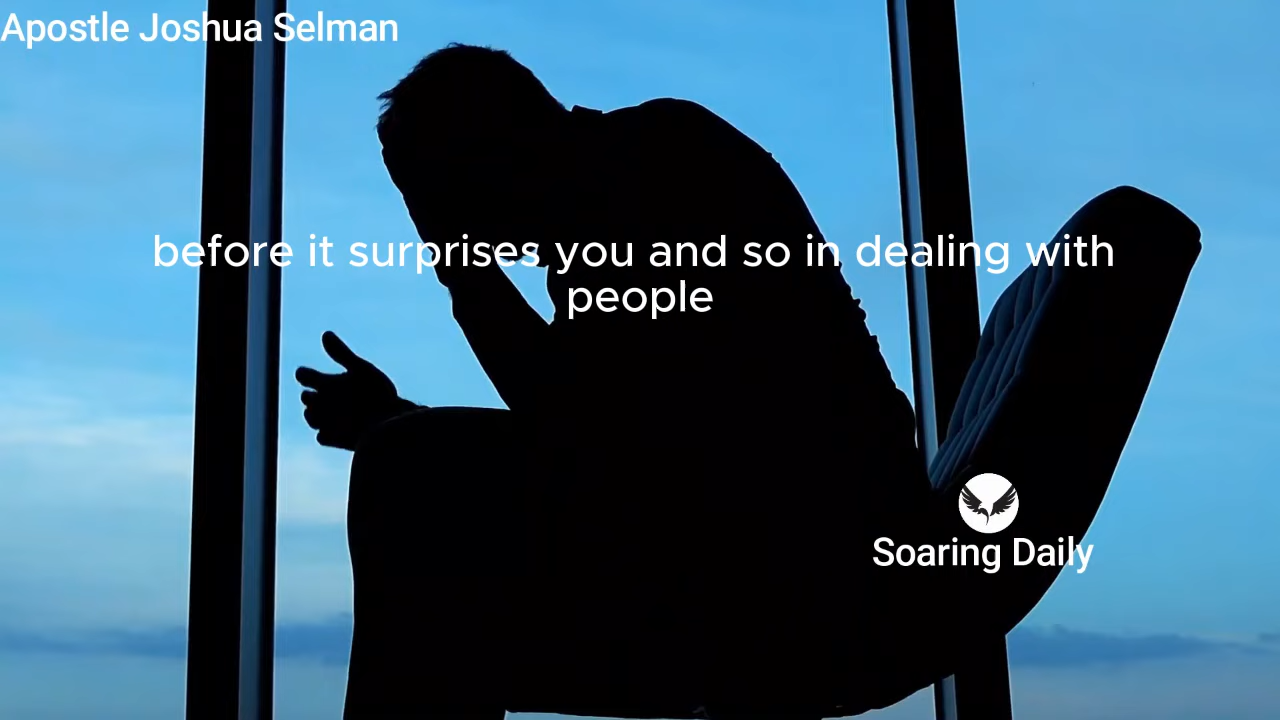 Apostle Joshua Selman
before it surprises you and so in dealing with
people
Soaring Daily